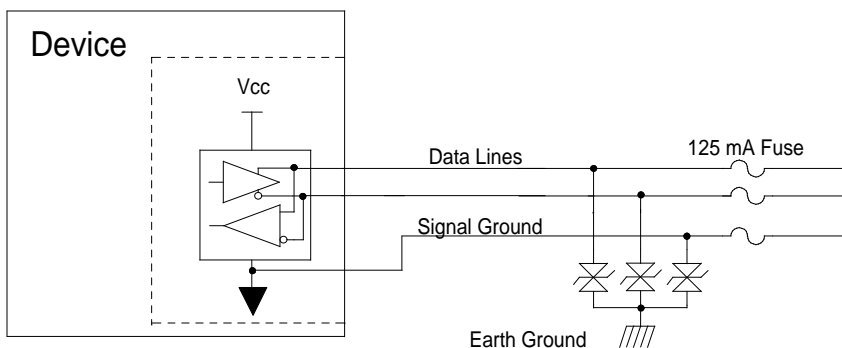 Device
Vcc
Data Lines
125 mA Fuse
Signal Ground
Earth Ground